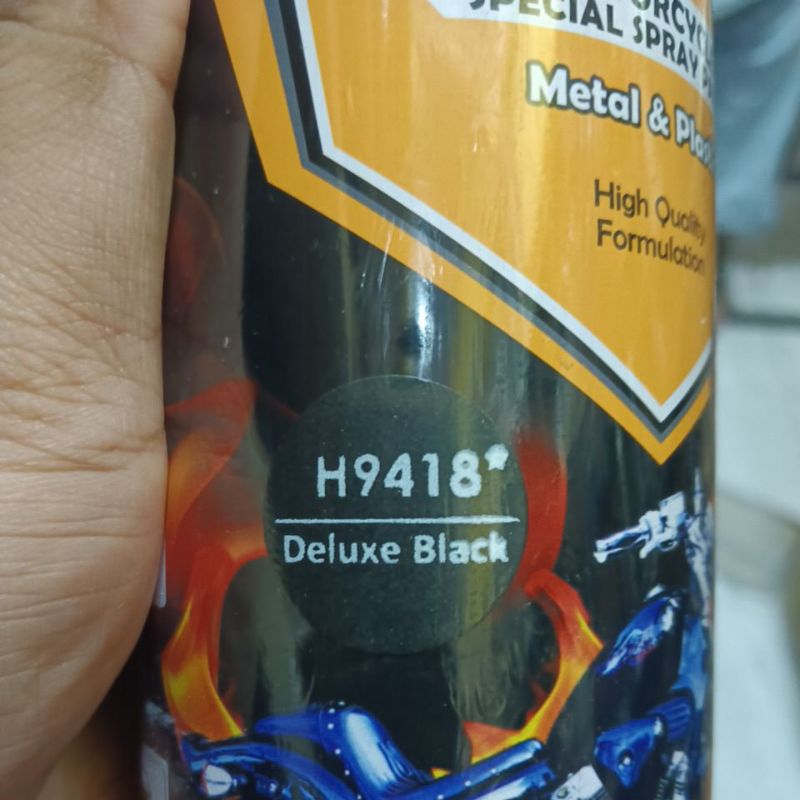 SPECIAL SPRAY
Metal &
High Quality
Formulation
H9418*
Deluxe Black